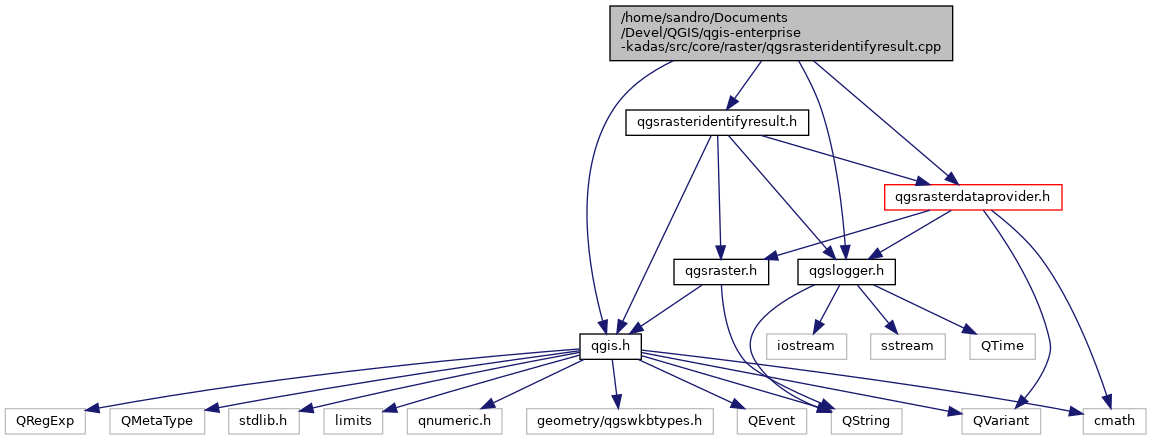 /home/sandro/Documents
/Devel/QGIS/qgis-enterprise
-kadas/src/core/raster/qgsrasteridentifyresult.cpp
qgsrasteridentifyresult.h
qgsrasterdataprovider.h
qgsraster.h
qgslogger.h
qgis.h
iostream
sstream
QTime
QRegExp
QMetaType
stdlib.h
limits
qnumeric.h
geometry/qgswkbtypes.h
QEvent
QString
QVariant
cmath